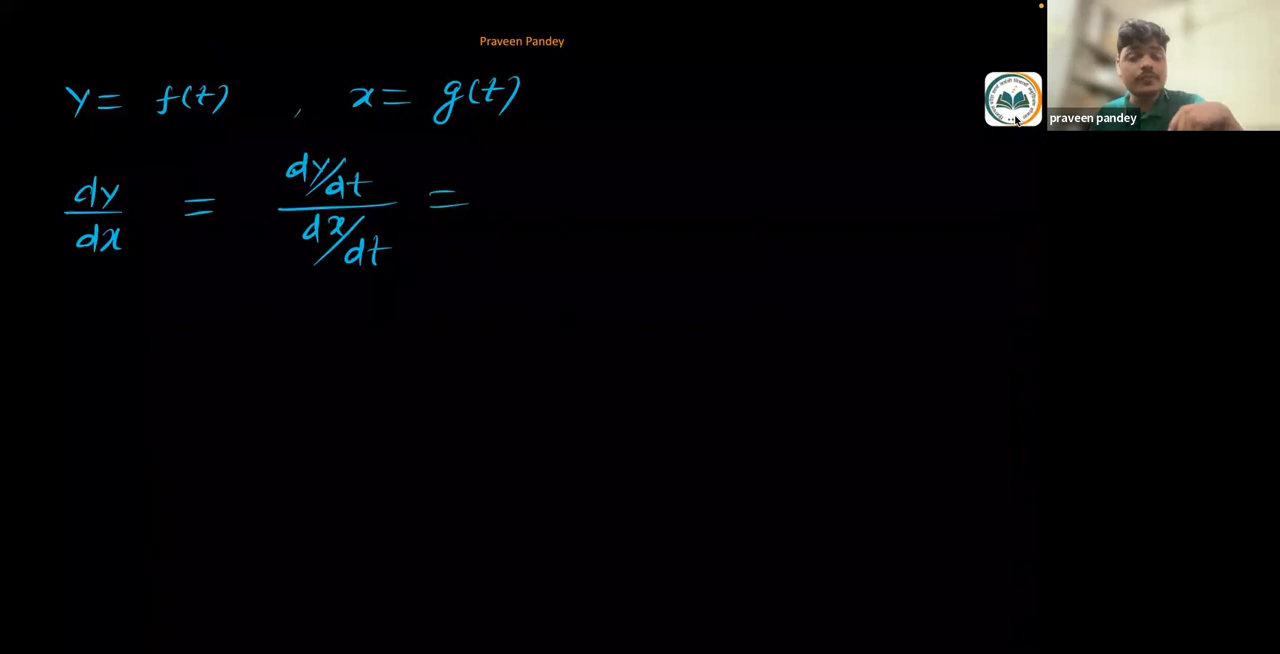 Praveen Pandey
y = f(t) , x = g(t)
dy/dx = (dy/dt)/(dx/dt) =
praveen pandey